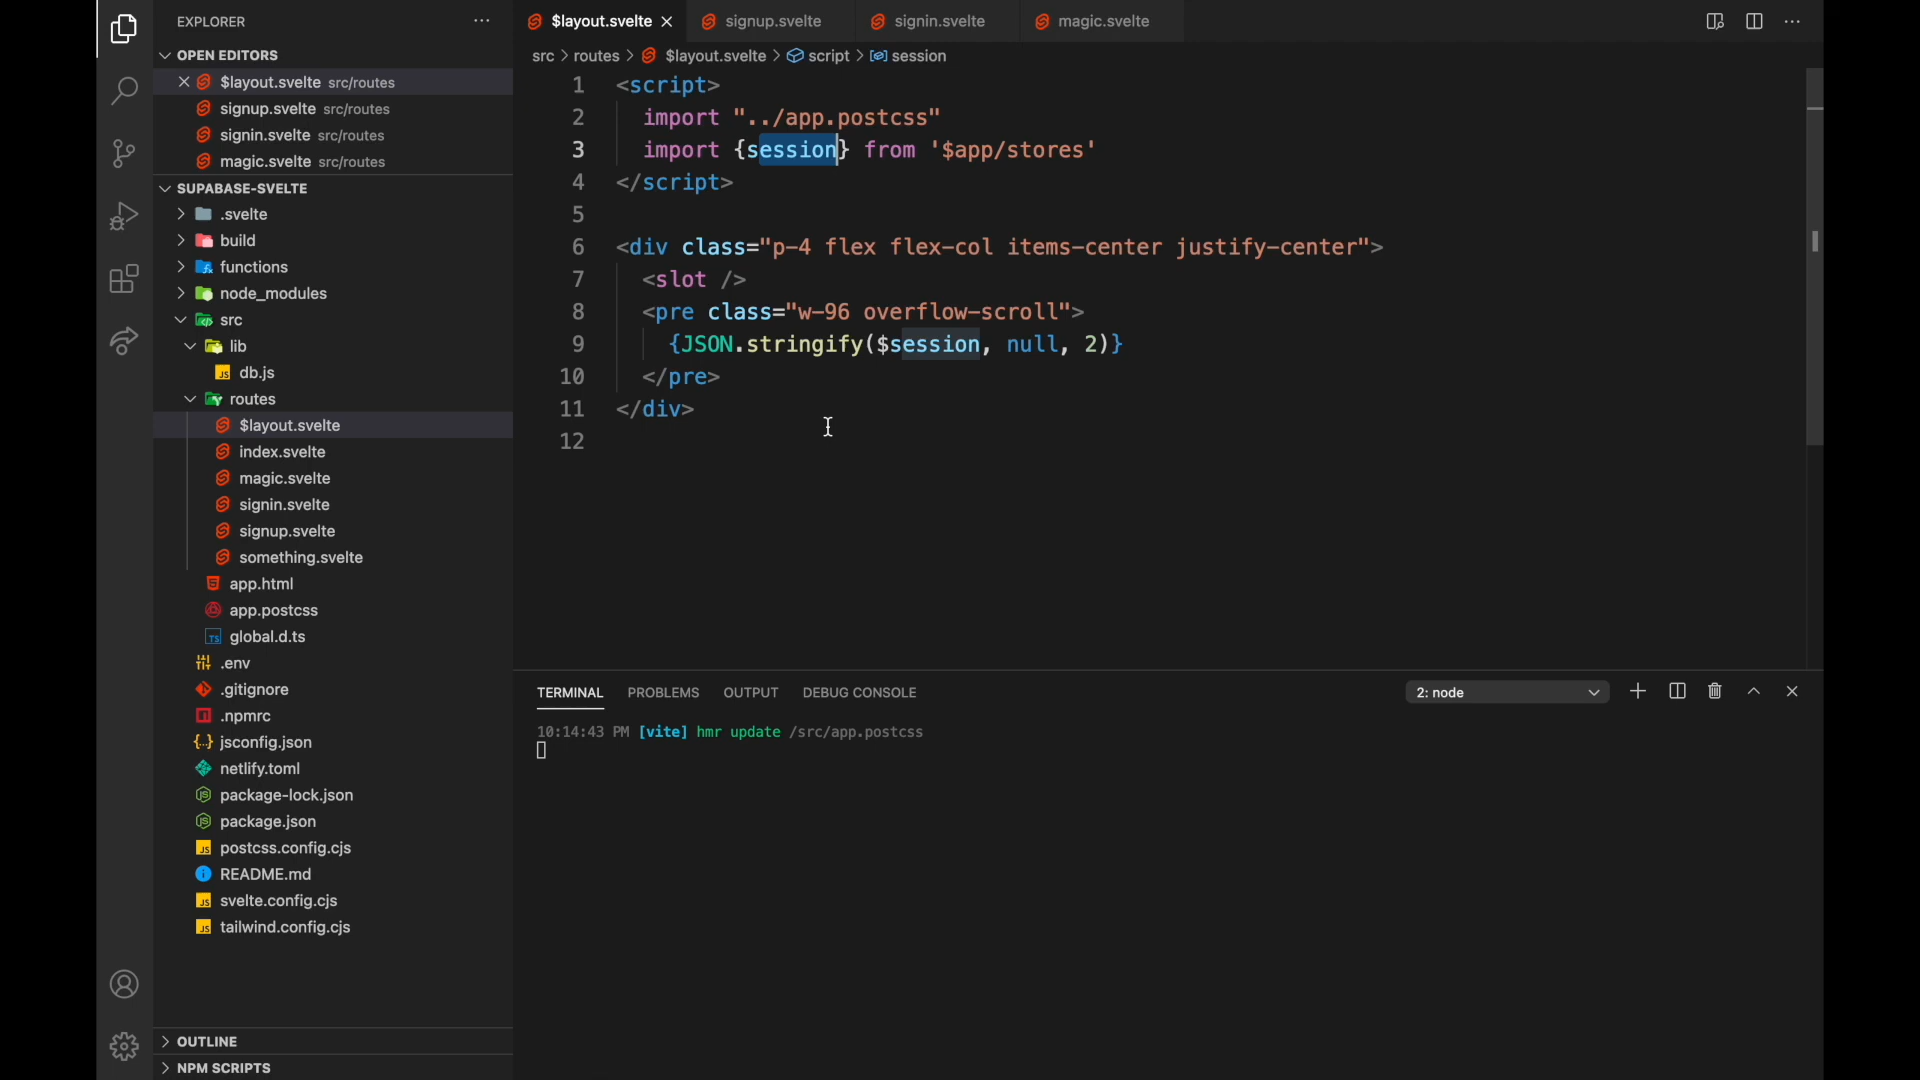 EXPLORER
OPEN EDITORS
$layout.svelte src/routes
signup.svelte src/routes
signin.svelte src/routes
magic.svelte src/routes
SUPABASE-SVELTE
.svelte
build
functions
node_modules
src
lib
db.js
routes
$layout.svelte
index.svelte
magic.svelte
signin.svelte
signup.svelte
something.svelte
app.html
app.postcss
global.d.ts
.env
.gitignore
.npmrc
jsconfig.json
netlify.toml
package-lock.json
package.json
postcss.config.cjs
README.md
svelte.config.cjs
tailwind.config.cjs
OUTLINE
NPM SCRIPTS
$layout.svelte signup.svelte signin.svelte magic.svelte
src > routes > $layout.svelte > script > session
1 <script>
2 import "../app.postcss"
3 import {session} from '$app/stores'
4 </script>
5
6 <div class="p-4 flex flex-col items-center justify-center">
7 <slot />
8 <pre class="w-96 overflow-scroll">
9 {JSON.stringify($session, null, 2)}
10 </pre>
11 </div>
12
TERMINAL PROBLEMS OUTPUT DEBUG CONSOLE 2: node
10:14:43 PM [vite] hmr update /src/app.postcss